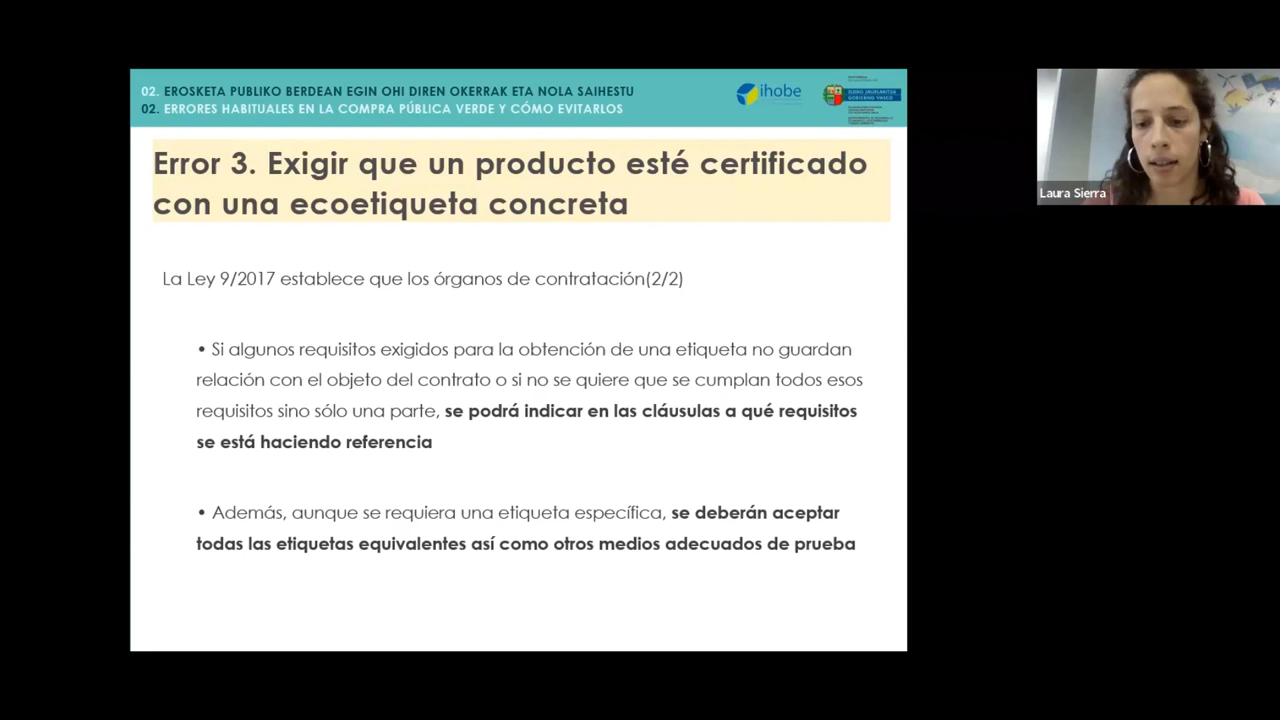 02. EROSKETA PUBLIKO BERDEAN EGIN OHI DIREN OKERRAK ETA NOLA SAIHESTU
02. ERRORES HABITUALES EN LA COMPRA PÚBLICA VERDE Y CÓMO EVITARLOS
ihobe
EUSKO JAURLARITZA
GOBIERNO VASCO
Laura Sierra
Error 3. Exigir que un producto esté certificado
con una ecoetiqueta concreta
La Ley 9/2017 establece que los órganos de contratación(2/2)
• Si algunos requisitos exigidos para la obtención de una etiqueta no guardan
relación con el objeto del contrato o si no se quiere que se cumplan todos esos
requisitos sino sólo una parte, se podrá indicar en las cláusulas a qué requisitos
se está haciendo referencia
• Además, aunque se requiera una etiqueta específica, se deberán aceptar
todas las etiquetas equivalentes así como otros medios adecuados de prueba